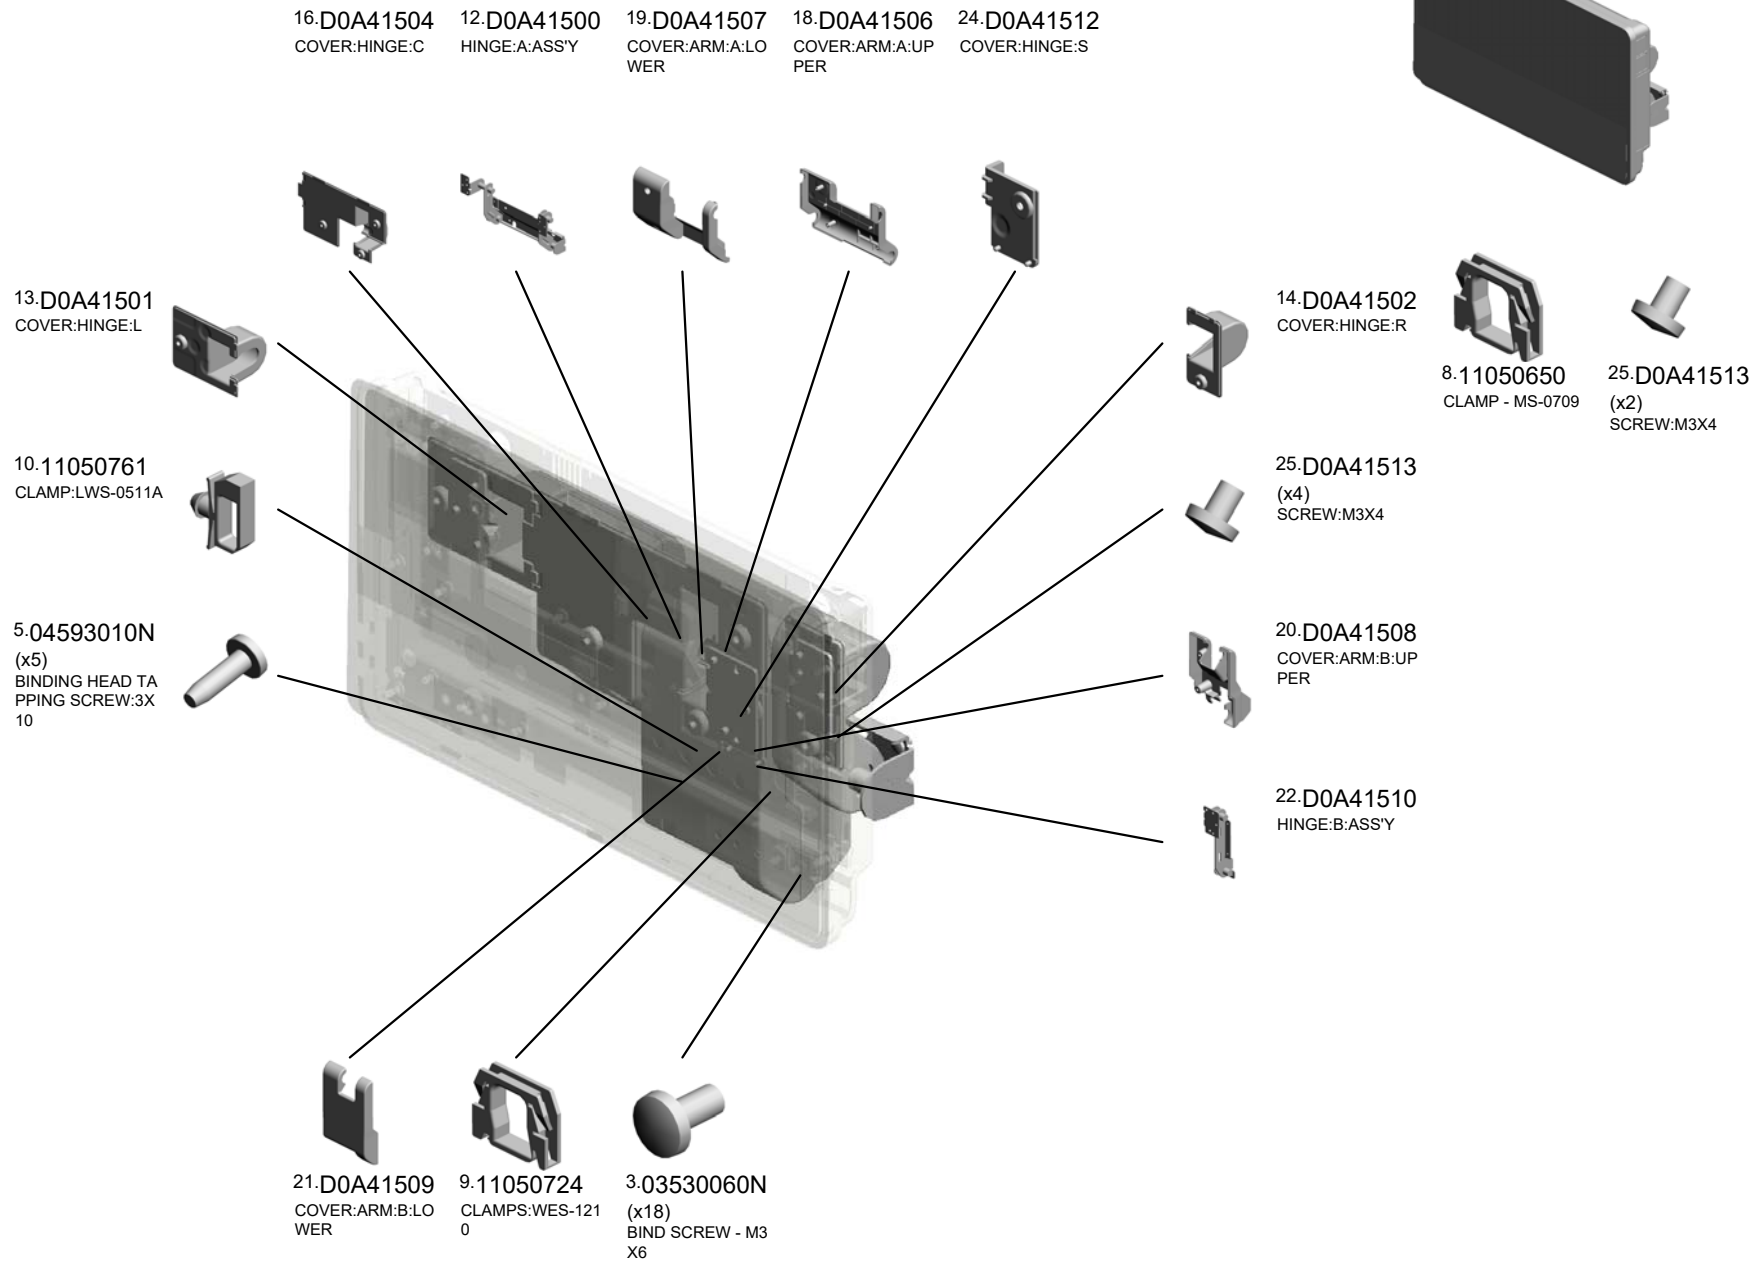 16.D0A41504
COVER:HINGE:C
12.D0A41500
HINGE:A:ASS'Y
19.D0A41507
COVER:ARM:A:LO
WER
18.D0A41506
COVER:ARM:A:UP
PER
24.D0A41512
COVER:HINGE:S
13.D0A41501
COVER:HINGE:L
14.D0A41502
COVER:HINGE:R
8.11050650
CLAMP - MS-0709
25.D0A41513
(x2)
SCREW:M3X4
10.11050761
CLAMP:LWS-0511A
25.D0A41513
(x4)
SCREW:M3X4
5.04593010N
(x5)
BINDING HEAD TA
PPING SCREW:3X
10
20.D0A41508
COVER:ARM:B:UP
PER
22.D0A41510
HINGE:B:ASS'Y
21.D0A41509
COVER:ARM:B:LO
WER
9.11050724
CLAMPS:WES-121
0
3.03530060N
(x18)
BIND SCREW - M3
X6